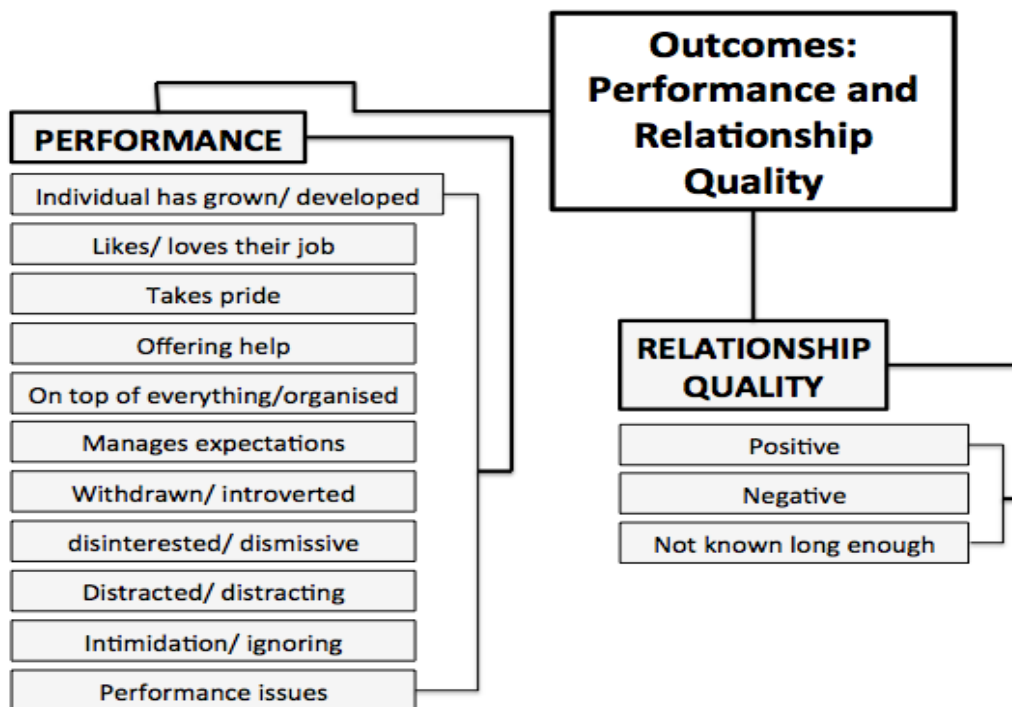 Outcomes:
Performance and
Relationship
Quality
PERFORMANCE
Individual has grown/ developed
Likes/ loves their job
Takes pride
Offering help
On top of everything/organised
Manages expectations
Withdrawn/ introverted
disinterested/ dismissive
Distracted/ distracting
Intimidation/ ignoring
Performance issues
RELATIONSHIP
QUALITY
Positive
Negative
Not known long enough